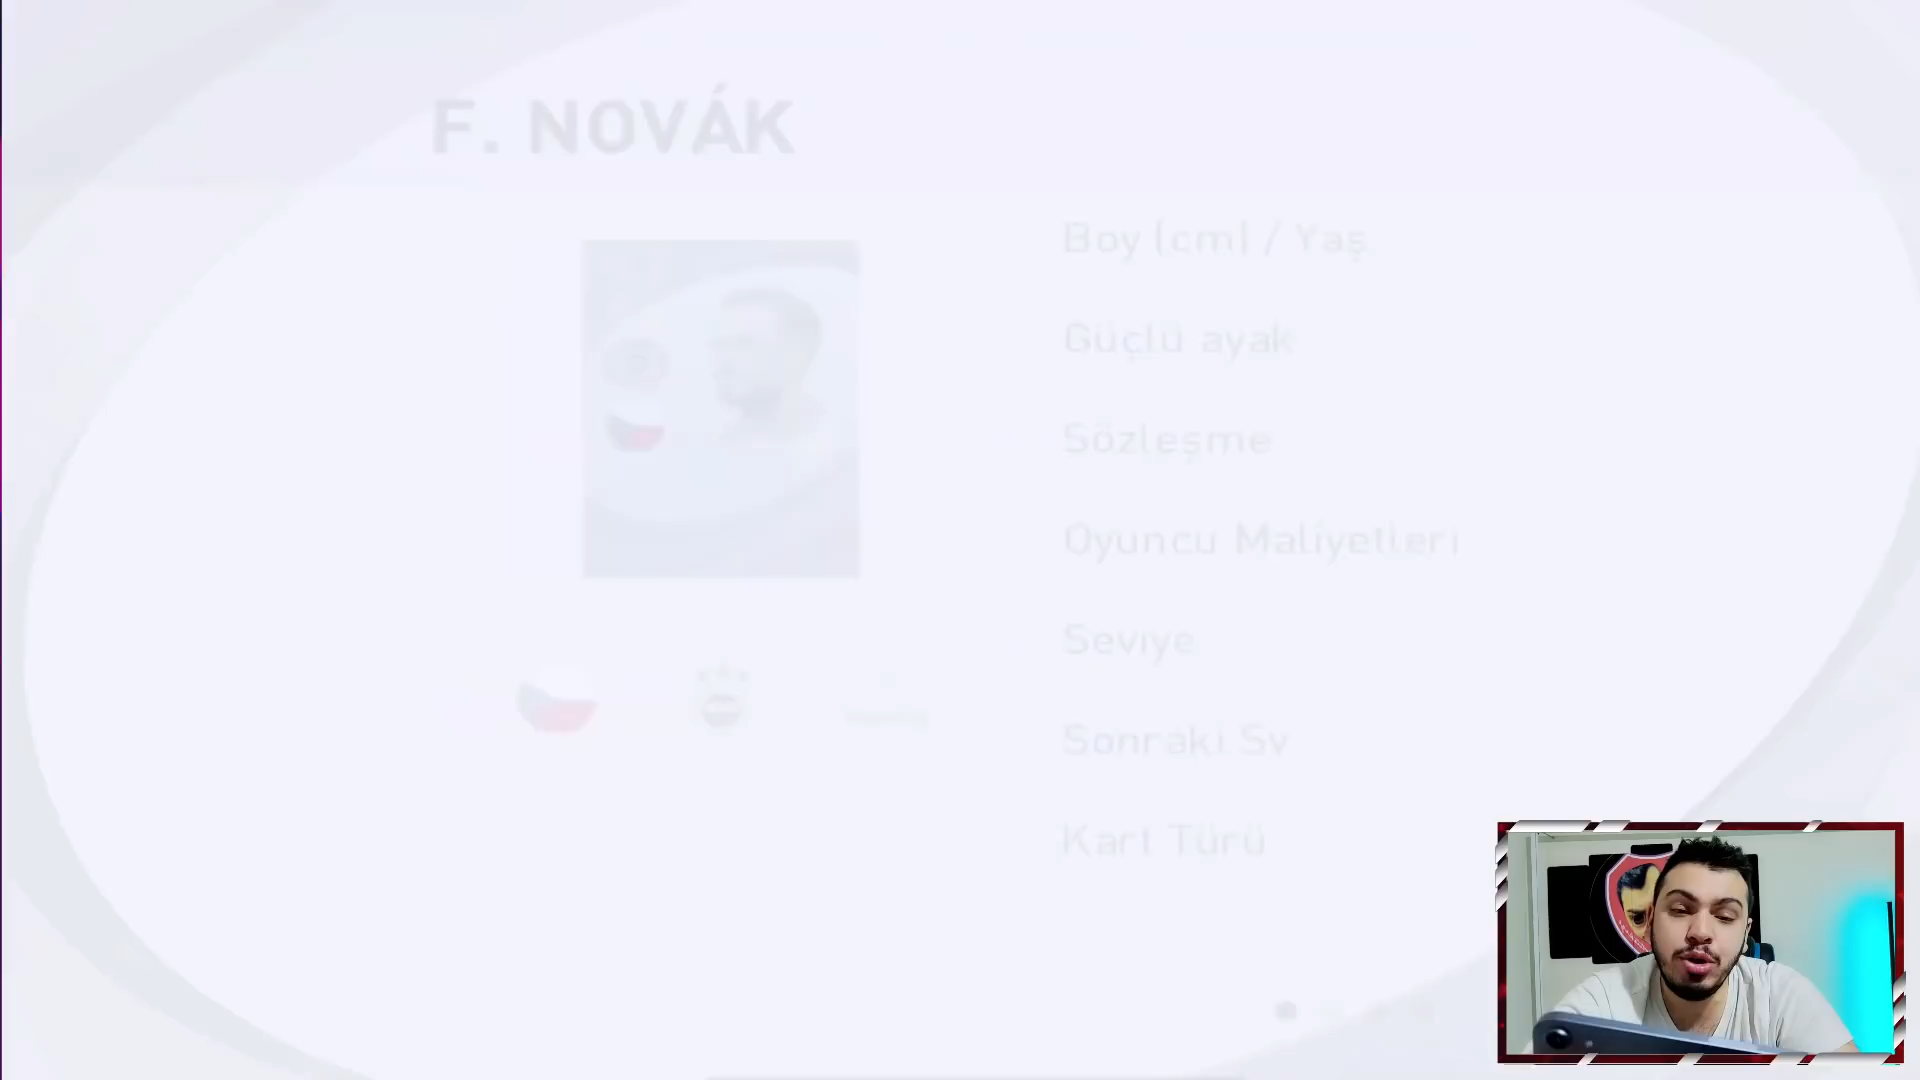 F. NOVÁK
Boy (cm) / Yaş
Güçlü ayak
Sözleşme
Oyuncu Maliyetleri
Seviye
Sonraki Sv
Kart Türü